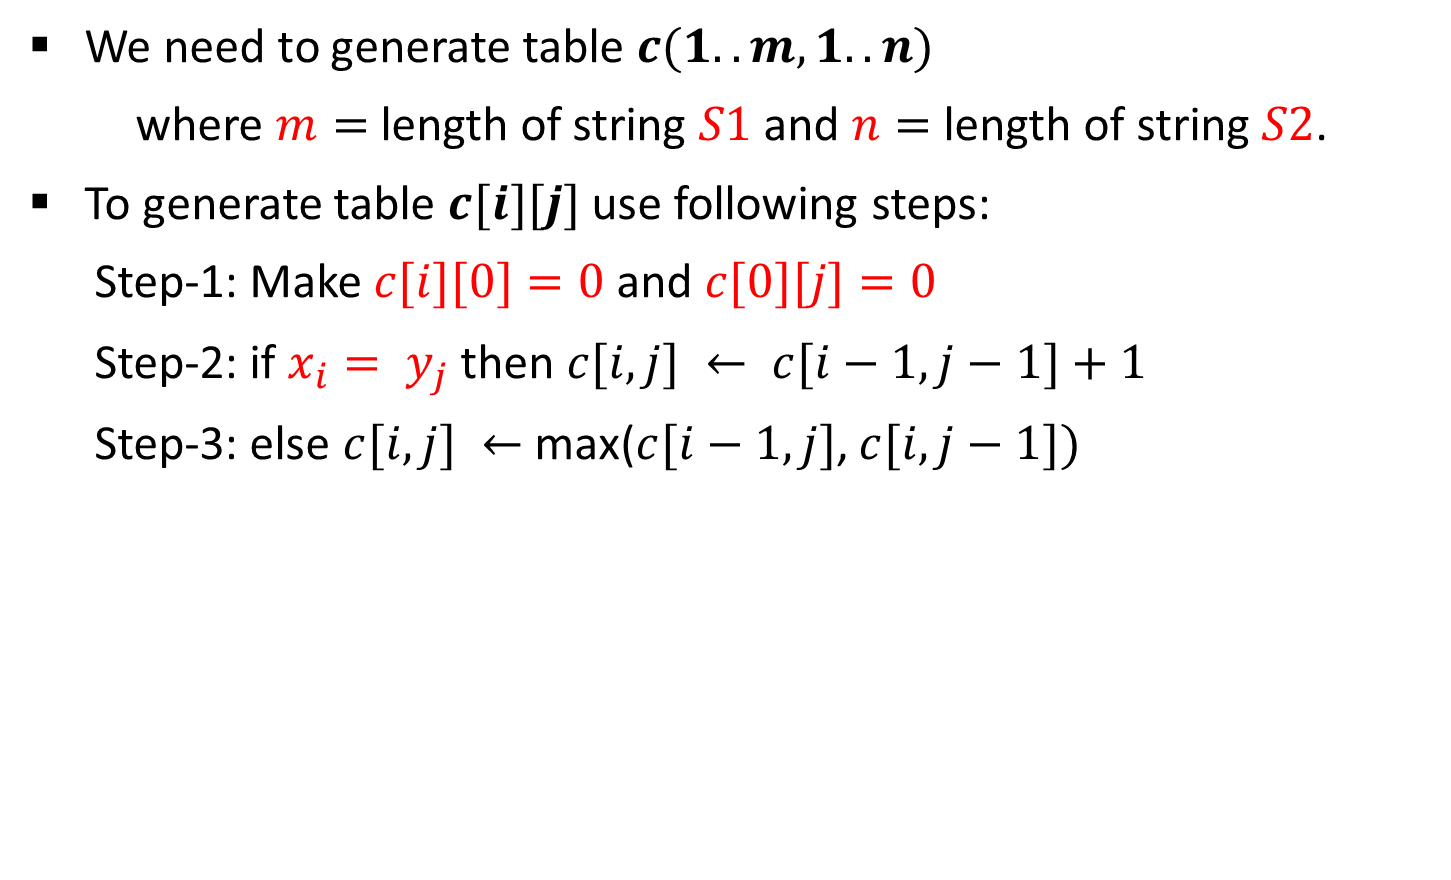 ▪ We need to generate table 𝒄(𝟏..𝒎,𝟏..𝒏)
where 𝑚 = length of string 𝑆1 and 𝑛 = length of string 𝑆2.
▪ To generate table 𝒄[𝒊][𝒋] use following steps:
Step-1: Make 𝑐[𝑖][0] = 0 and 𝑐[0][𝑗] = 0
Step-2: if 𝑥ᵢ = 𝑦ⱼ then 𝑐[𝑖,𝑗] ← 𝑐[𝑖 − 1,𝑗 − 1] + 1
Step-3: else 𝑐[𝑖,𝑗] ← max(𝑐[𝑖 − 1,𝑗], 𝑐[𝑖,𝑗 − 1])